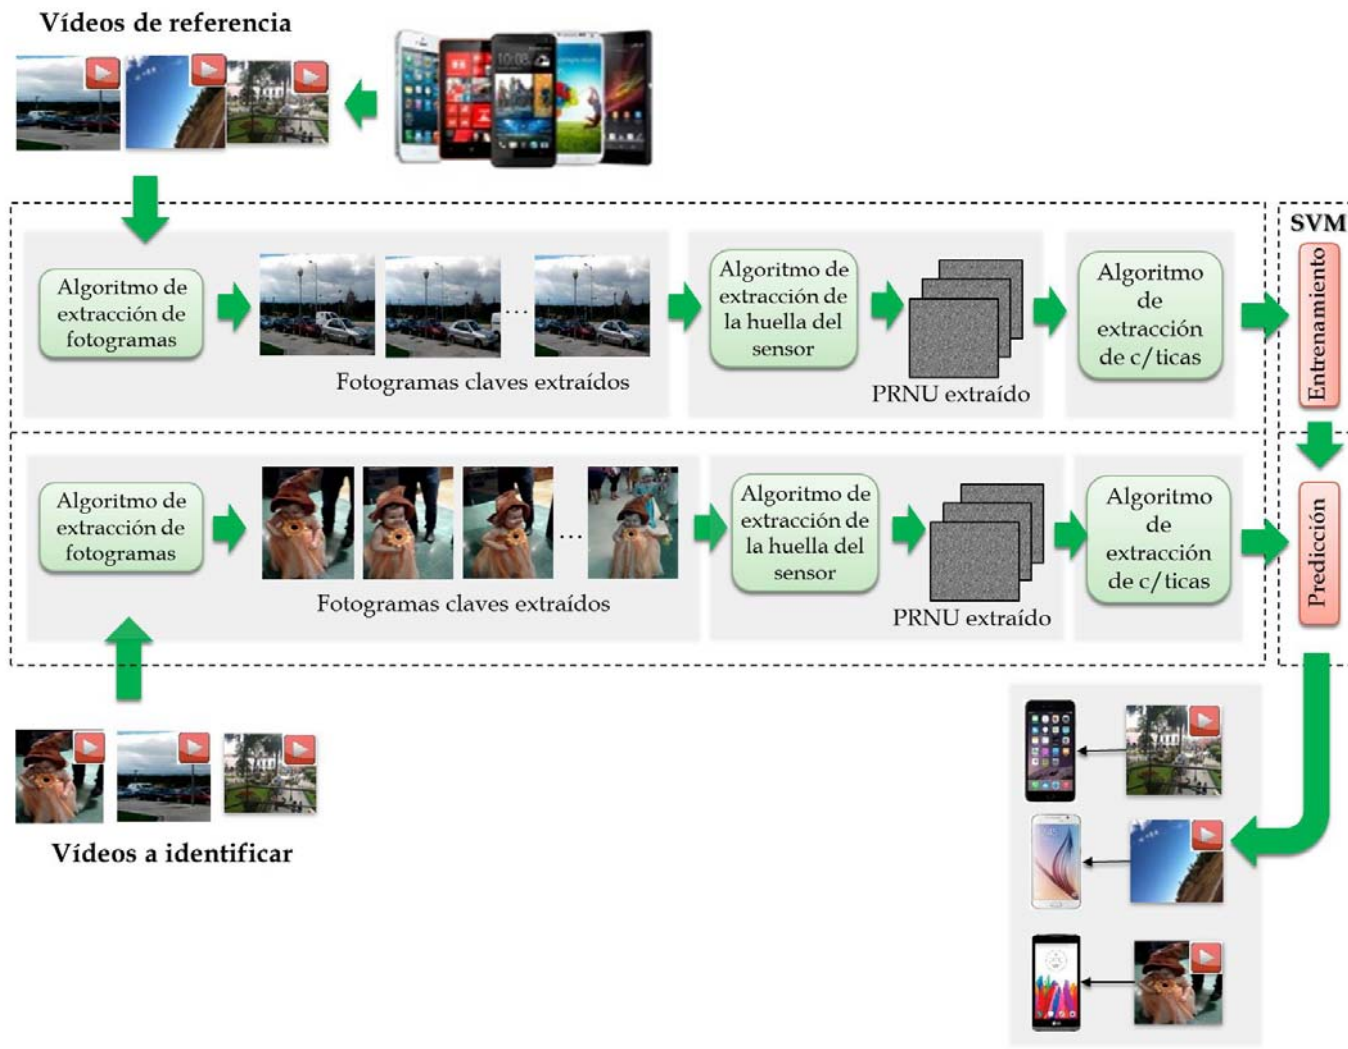 Vídeos de referencia
10:08
SVM
Algoritmo de
extracción de
fotogramas
...
Fotogramas claves extraídos
Algoritmo de
extracción de
la huella del
sensor
PRNU extraído
Algoritmo
de
extracción
de c/ticas
Entrenamiento
Algoritmo de
extracción de
fotogramas
...
Fotogramas claves extraídos
Algoritmo de
extracción de
la huella del
sensor
PRNU extraído
Algoritmo
de
extracción
de c/ticas
Predicción
Vídeos a identificar